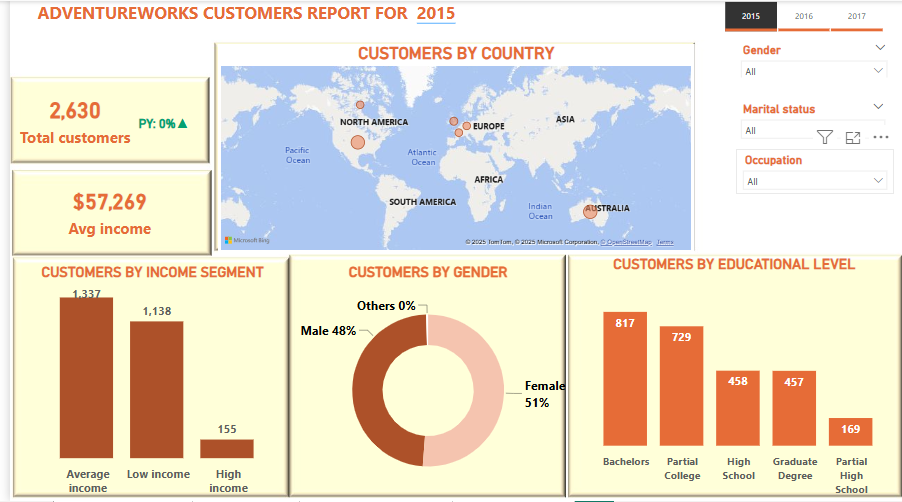 ADVENTUREWORKS CUSTOMERS REPORT FOR 2015
2015
2016
2017
Gender
All
Marital status
All
Occupation
All
2,630
Total customers
PY: 0%▲
$57,269
Avg income
CUSTOMERS BY COUNTRY
NORTH AMERICA
EUROPE
ASIA
Pacific
Ocean
Atlantic
Ocean
AFRICA
SOUTH AMERICA
Indian
Ocean
AUSTRALIA
Microsoft Bing
© 2025 TomTom, © 2025 Microsoft Corporation, © OpenStreetMap Terms
CUSTOMERS BY INCOME SEGMENT
1,337
1,138
155
Average
income
Low income
High
income
CUSTOMERS BY GENDER
Others 0%
Male 48%
Female
51%
CUSTOMERS BY EDUCATIONAL LEVEL
817
729
458
457
169
Bachelors
Partial
College
High
School
Graduate
Degree
Partial
High
School